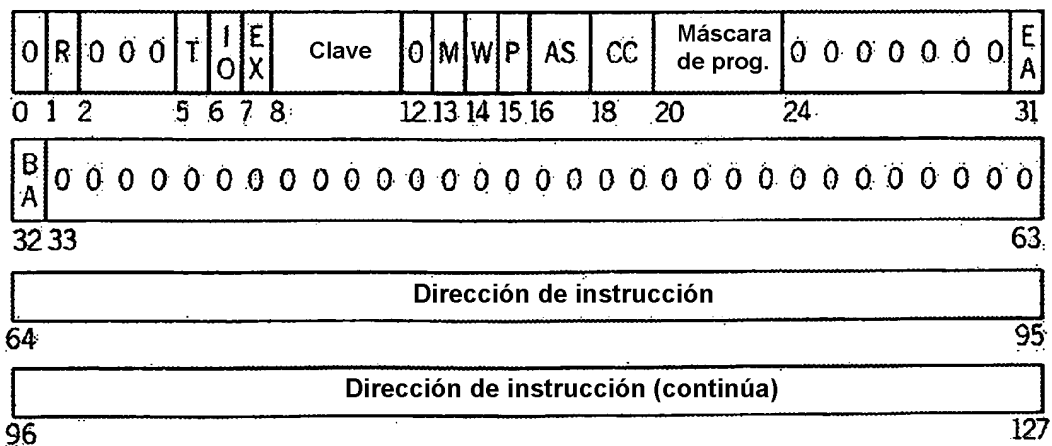 0 R 0 0 0 T I O E X Clave 0 M W P AS CC Máscara de prog. 0 0 0 0 0 0 0 E A
0 1 2 5 6 7 8 12 13 14 15 16 18 20 24 31
B A 0 0 0 0 0 0 0 0 0 0 0 0 0 0 0 0 0 0 0 0 0 0 0 0 0 0 0 0 0 0 0
32 33 63
Dirección de instrucción
64 95
Dirección de instrucción (continúa)
96 127